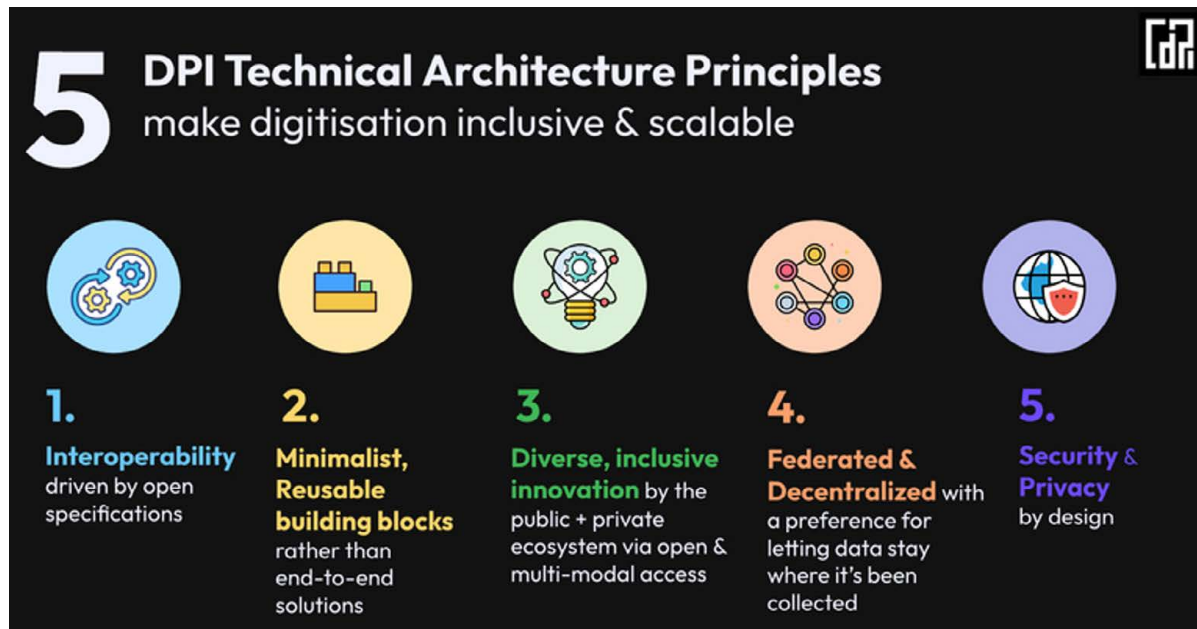 5
DPI Technical Architecture Principles
make digitisation inclusive & scalable
1.
Interoperability
driven by open
specifications
2.
Minimalist,
Reusable
building blocks
rather than
end-to-end
solutions
3.
Diverse, inclusive
innovation by the
public + private
ecosystem via open &
multi-modal access
4.
Federated &
Decentralized with
a preference for
letting data stay
where it's been
collected
5.
Security &
Privacy
by design